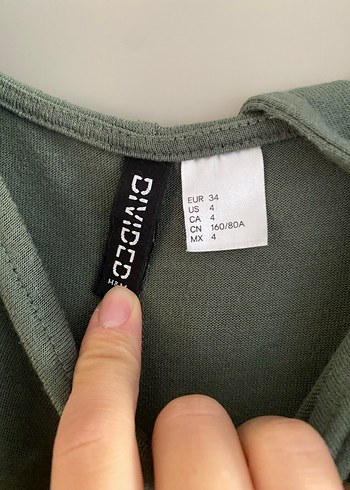 DIVIDED
H&M
EUR 34
US 4
CA 4
CN 160/80A
MX 4